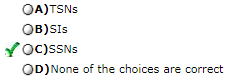 A)TSNs
B)SIs
C)SSNs
D)None of the choices are correct